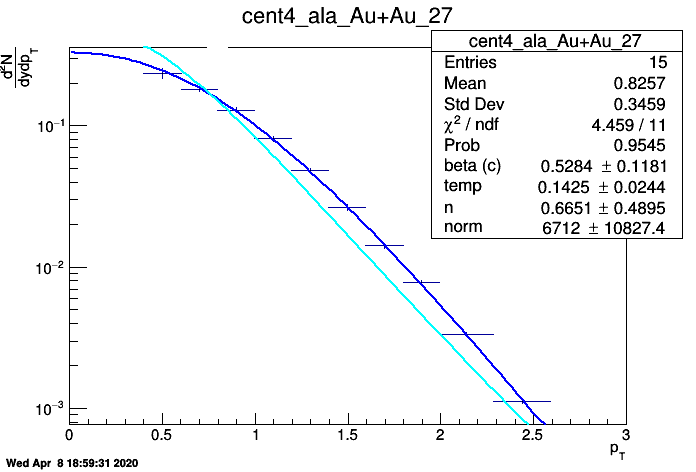 cent4_ala_Au+Au_27
cent4_ala_Au+Au_27
Entries 15
Mean 0.8257
Std Dev 0.3459
χ² / ndf 4.459 / 11
Prob 0.9545
beta (c) 0.5284 ± 0.1181
temp 0.1425 ± 0.0244
n 0.6651 ± 0.4895
norm 6712 ± 10827.4
d²N
dydp_T
10⁻¹
10⁻²
10⁻³
0 0.5 1 1.5 2 2.5 3
p_T
Wed Apr 8 18:59:31 2020